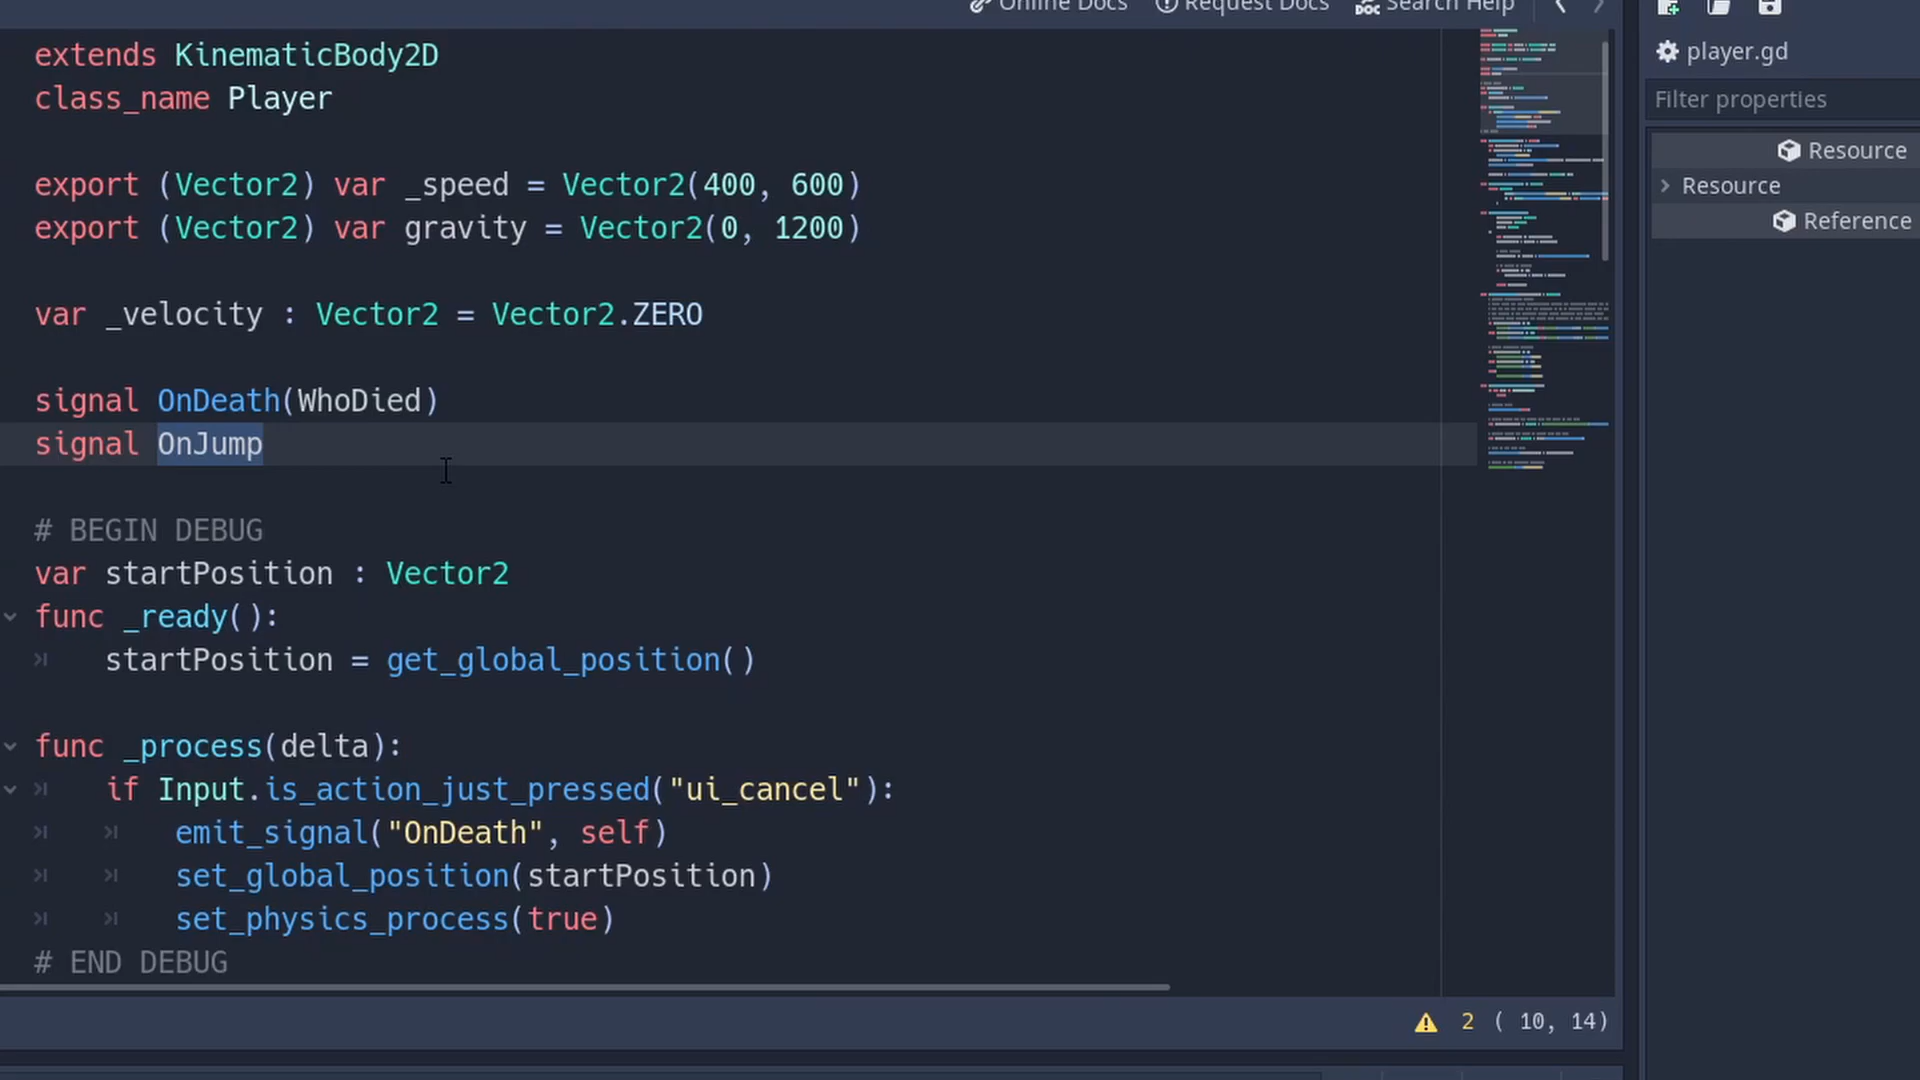 Online Docs Request Docs Search Help
extends KinematicBody2D
class_name Player
export (Vector2) var _speed = Vector2(400, 600)
export (Vector2) var gravity = Vector2(0, 1200)
var _velocity : Vector2 = Vector2.ZERO
signal OnDeath(WhoDied)
signal OnJump
# BEGIN DEBUG
var startPosition : Vector2
func _ready():
startPosition = get_global_position()
func _process(delta):
if Input.is_action_just_pressed("ui_cancel"):
emit_signal("OnDeath", self)
set_global_position(startPosition)
set_physics_process(true)
# END DEBUG
2 ( 10, 14)
player.gd
Filter properties
Resource
Resource
Reference